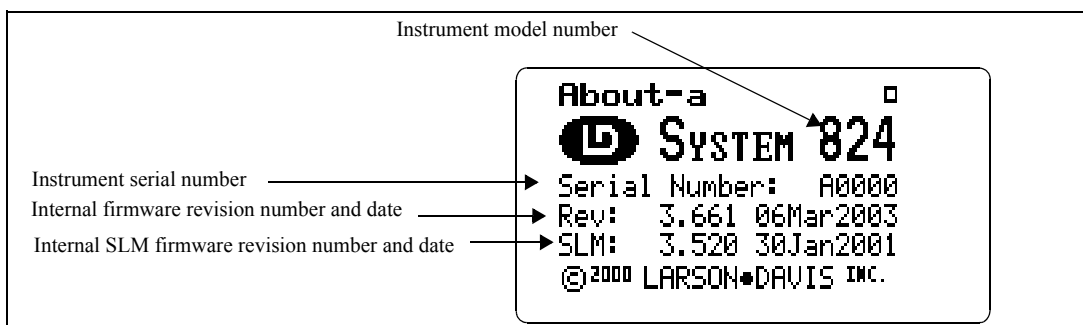 Instrument model number
About-a
SYSTEM 824
Instrument serial number
Serial Number: A0000
Internal firmware revision number and date
Rev: 3.661 06Mar2003
Internal SLM firmware revision number and date
SLM: 3.520 30Jan2001
©2000 LARSON•DAVIS INC.